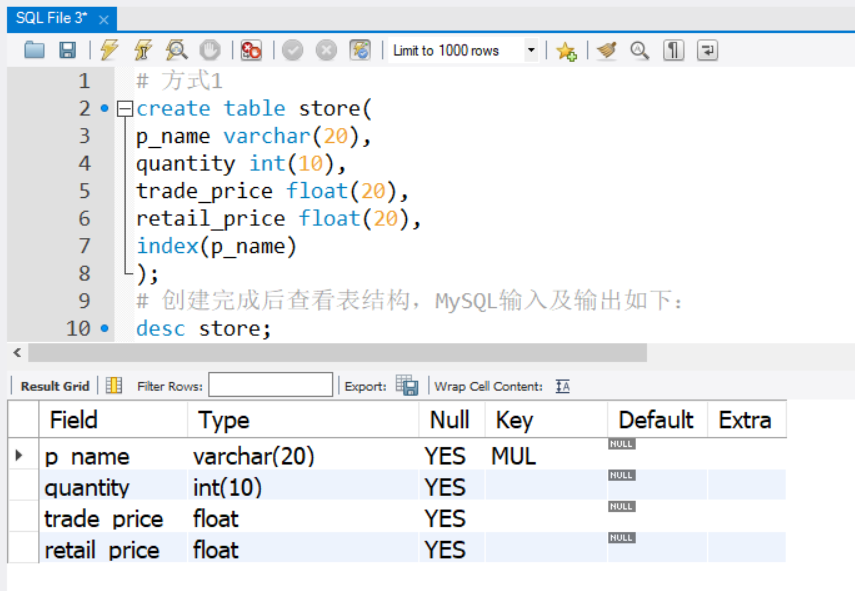 SQL File 3* ×
Limit to 1000 rows
1 # 方式1
2 create table store(
3 p_name varchar(20),
4 quantity int(10),
5 trade_price float(20),
6 retail_price float(20),
7 index(p_name)
8 );
9 # 创建完成后查看表结构，MySQL输入及输出如下：
10 desc store;
Result Grid Filter Rows: Export: Wrap Cell Content: IA
Field Type Null Key Default Extra
p_name varchar(20) YES MUL NULL
quantity int(10) YES NULL
trade_price float YES NULL
retail_price float YES NULL